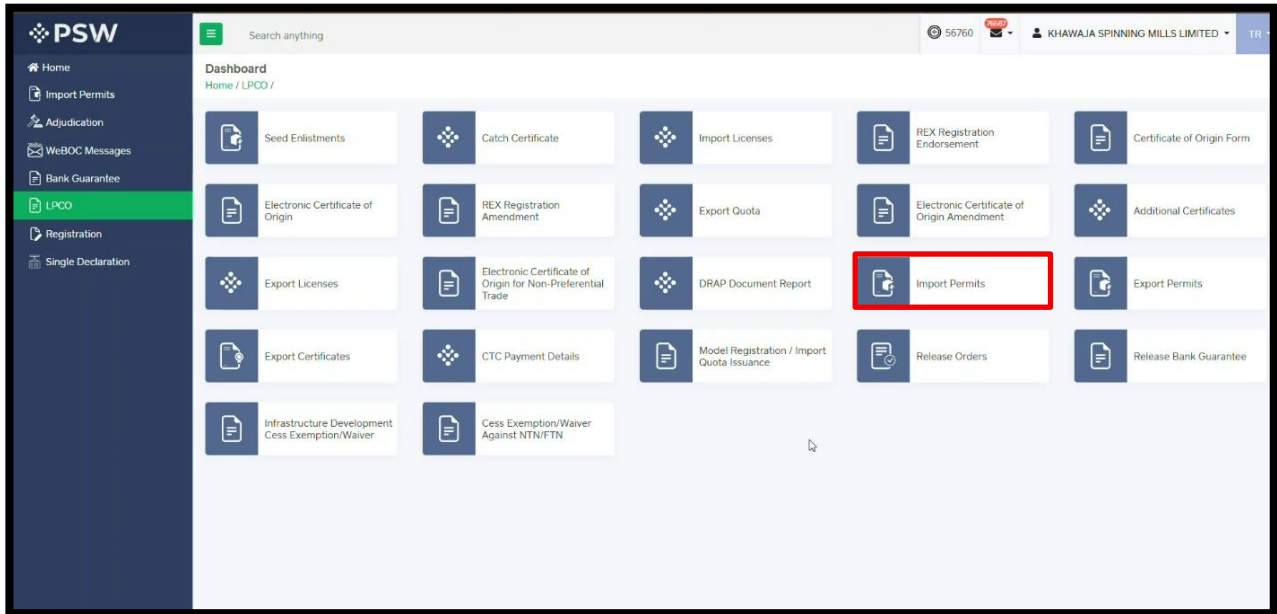 PSW
Search anything
56760
76587
KHAWAJA SPINNING MILLS LIMITED
TR
Home
Import Permits
Adjudication
WeBOC Messages
Bank Guarantee
LPCO
Registration
Single Declaration
Dashboard
Home / LPCO /
Seed Enlistments
Catch Certificate
Import Licenses
REX Registration
Endorsement
Certificate of Origin Form
Electronic Certificate of
Origin
REX Registration
Amendment
Export Quota
Electronic Certificate of
Origin Amendment
Additional Certificates
Export Licenses
Electronic Certificate of
Origin for Non-Preferential
Trade
DRAP Document Report
Import Permits
Export Permits
Export Certificates
CTC Payment Details
Model Registration / Import
Quota Issuance
Release Orders
Release Bank Guarantee
Infrastructure Development
Cess Exemption/Waiver
Cess Exemption/Waiver
Against NTN/FTN